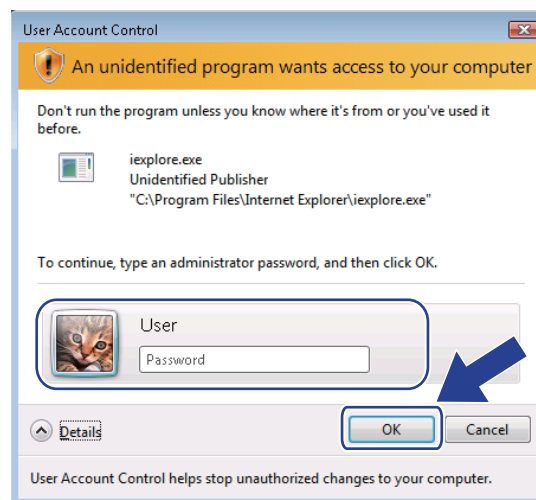 User Account Control
An unidentified program wants access to your computer
Don't run the program unless you know where it's from or you've used it
before.
iexplore.exe
Unidentified Publisher
"C:\Program Files\Internet Explorer\iexplore.exe"
To continue, type an administrator password, and then click OK.
User
Password
Details
OK
Cancel
User Account Control helps stop unauthorized changes to your computer.